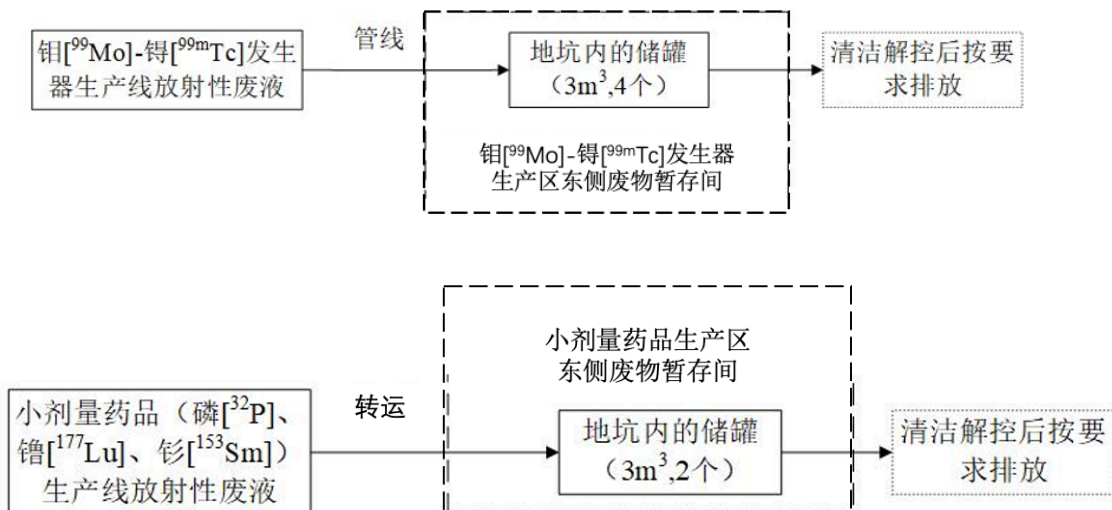 钼[⁹⁹Mo]-锝[⁹⁹ᵐTc]发生
器生产线放射性废液
管线
地坑内的储罐
（3m³,4个）
清洁解控后按要
求排放
钼[⁹⁹Mo]-锝[⁹⁹ᵐTc]发生器
生产区东侧废物暂存间
小剂量药品生产区
东侧废物暂存间
小剂量药品（磷[³²P]、
镥[¹⁷⁷Lu]、钐[¹⁵³Sm]）
生产线放射性废液
转运
地坑内的储罐
（3m³,2个）
清洁解控后按要
求排放